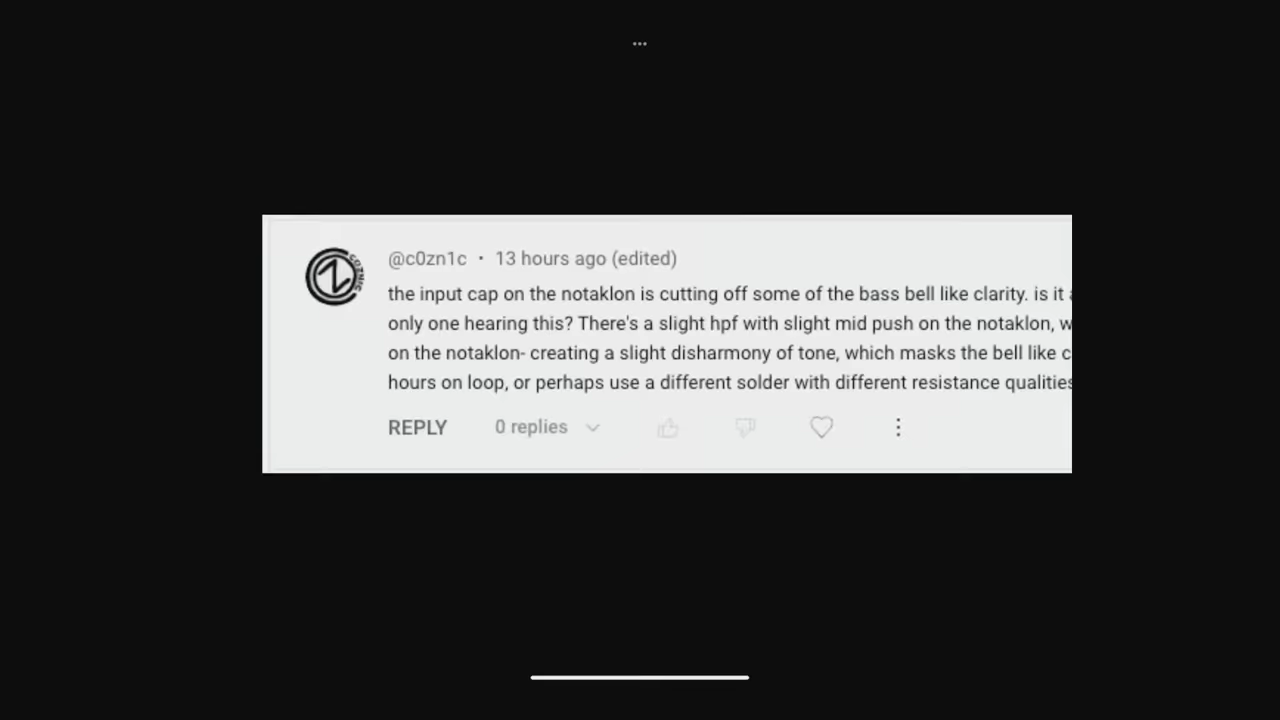 @c0zn1c · 13 hours ago (edited)
the input cap on the notaklon is cutting off some of the bass bell like clarity. is it
only one hearing this? There's a slight hpf with slight mid push on the notaklon,
on the notaklon- creating a slight disharmony of tone, which masks the bell like
hours on loop, or perhaps use a different solder with different resistance qualities
REPLY 0 replies